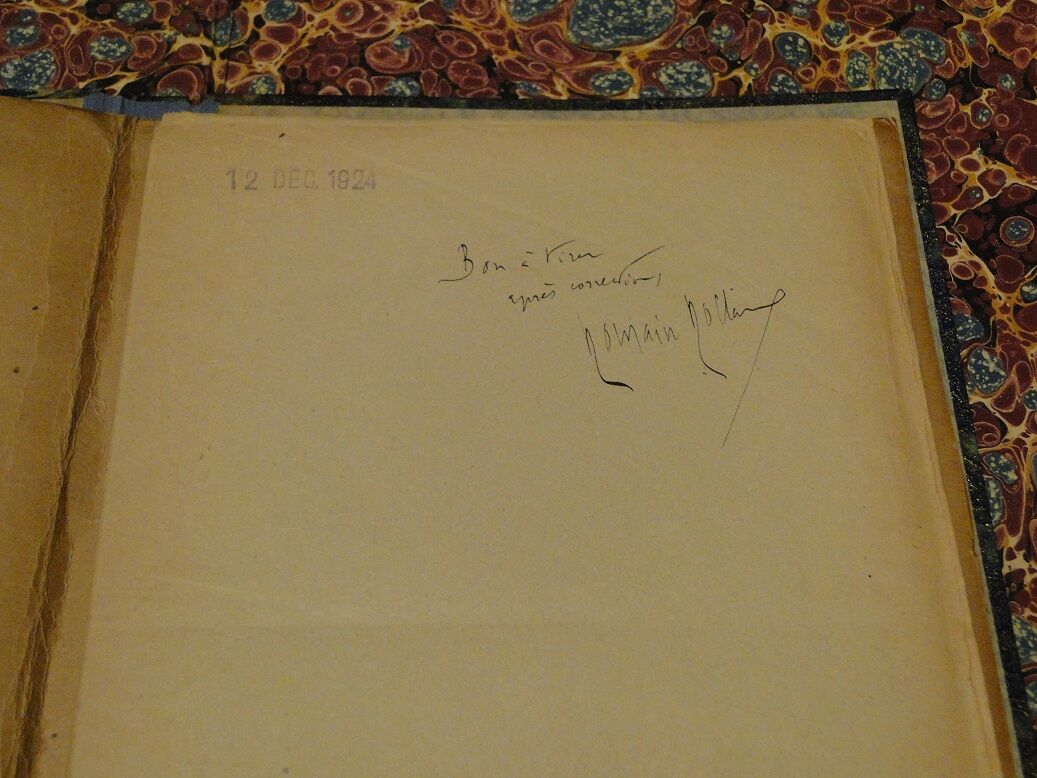 12 DEC. 1924
Bon à tirer
après corrections
Romain Rolland